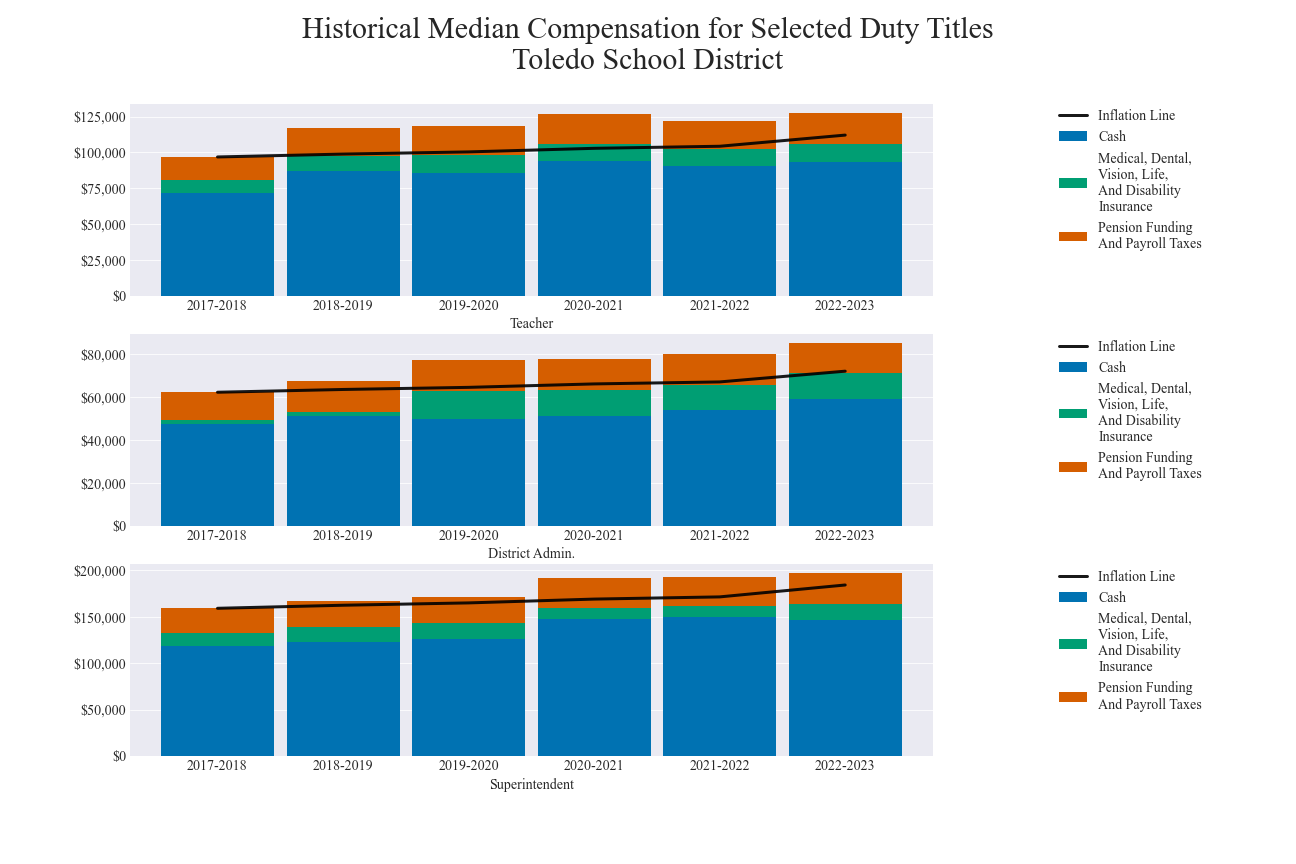 Historical Median Compensation for Selected Duty Titles
Toledo School District
$125,000
$100,000
$75,000
$50,000
$25,000
$0
2017-2018 2018-2019 2019-2020 2020-2021 2021-2022 2022-2023
Teacher
Inflation Line
Cash
Medical, Dental,
Vision, Life,
And Disability
Insurance
Pension Funding
And Payroll Taxes
$80,000
$60,000
$40,000
$20,000
$0
2017-2018 2018-2019 2019-2020 2020-2021 2021-2022 2022-2023
District Admin.
Inflation Line
Cash
Medical, Dental,
Vision, Life,
And Disability
Insurance
Pension Funding
And Payroll Taxes
$200,000
$150,000
$100,000
$50,000
$0
2017-2018 2018-2019 2019-2020 2020-2021 2021-2022 2022-2023
Superintendent
Inflation Line
Cash
Medical, Dental,
Vision, Life,
And Disability
Insurance
Pension Funding
And Payroll Taxes